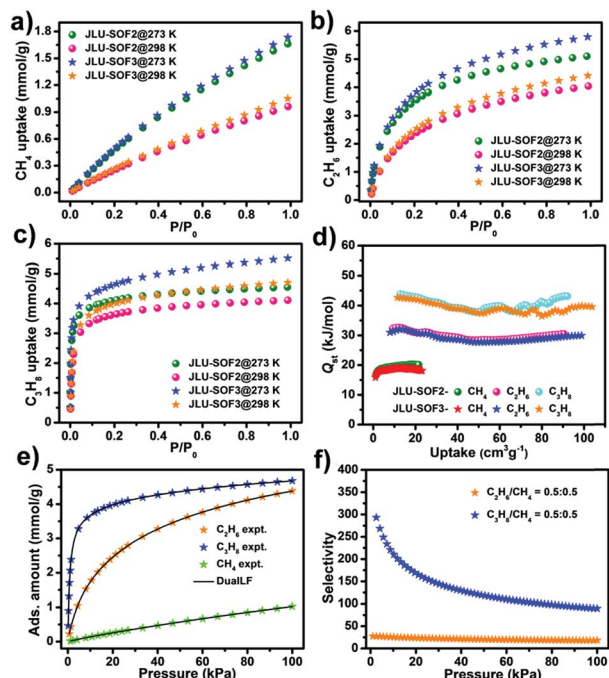 a)
CH4 uptake (mmol/g)
1.8
1.5
1.2
0.9
0.6
0.3
0.0
JLU-SOF2@273 K
JLU-SOF2@298 K
JLU-SOF3@273 K
JLU-SOF3@298 K
0.0 0.2 0.4 0.6 0.8 1.0
P/P0
b)
C2H6 uptake (mmol/g)
6
5
4
3
2
1
0
JLU-SOF2@273 K
JLU-SOF2@298 K
JLU-SOF3@273 K
JLU-SOF3@298 K
0.0 0.2 0.4 0.6 0.8 1.0
P/P0
c)
C3H8 uptake (mmol/g)
8
7
6
5
4
3
2
1
0
JLU-SOF2@273 K
JLU-SOF2@298 K
JLU-SOF3@273 K
JLU-SOF3@298 K
0.0 0.2 0.4 0.6 0.8 1.0
P/P0
d)
Qst (kJ/mol)
60
50
40
30
20
10
0
JLU-SOF2- CH4 C2H6 C3H8
JLU-SOF3- CH4 C2H6 C3H8
0 20 40 60 80 100
Uptake (cm3g-1)
e)
Ads. amount (mmol/g)
5
4
3
2
1
0
C2H6 expt.
C3H8 expt.
CH4 expt.
DualLF
0 20 40 60 80 100
Pressure (kPa)
f)
Selectivity
400
350
300
250
200
150
100
50
0
C2H6/CH4 = 0.5:0.5
C3H8/CH4 = 0.5:0.5
0 20 40 60 80 100
Pressure (kPa)